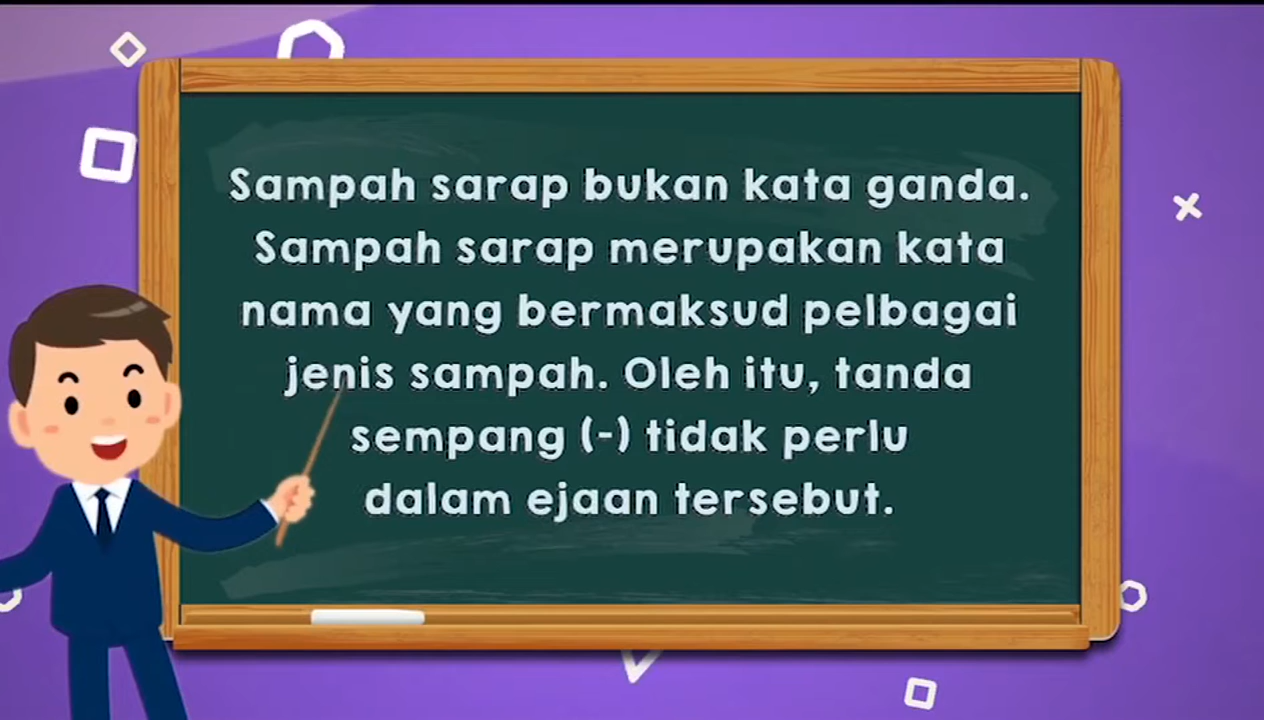 Sampah sarap bukan kata ganda.
Sampah sarap merupakan kata
nama yang bermaksud pelbagai
jenis sampah. Oleh itu, tanda
sempang (-) tidak perlu
dalam ejaan tersebut.